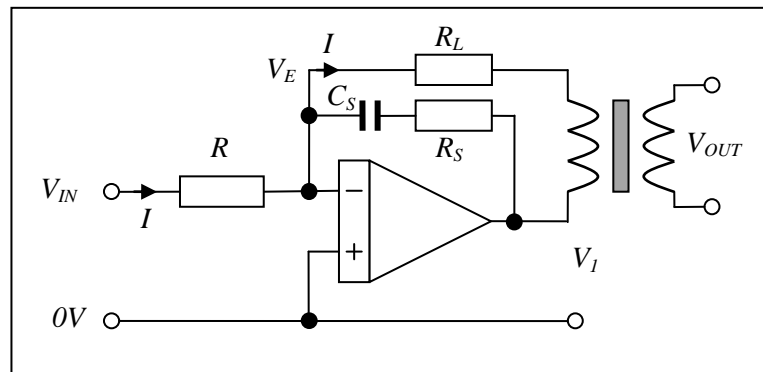 I
R_L
V_E
C_S
R
R_S
V_OUT
V_IN
−
I
+
V_1
0V